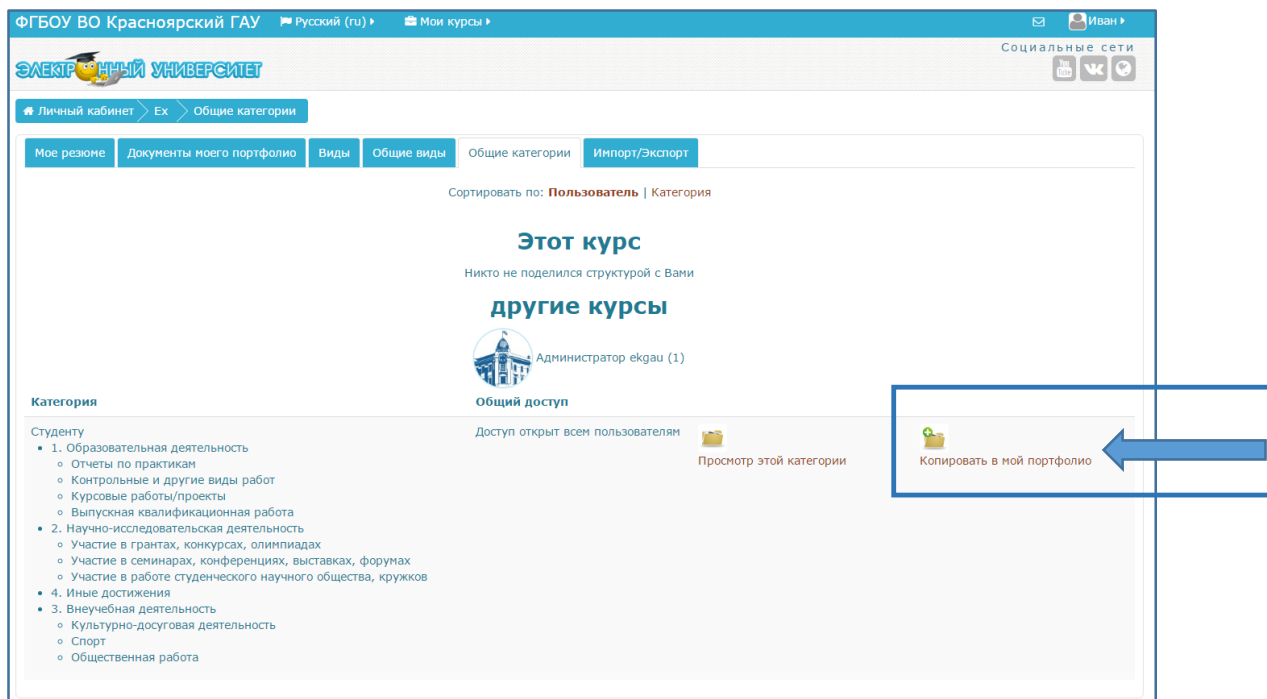 ФГБОУ ВО Красноярский ГАУ Русский (ru) Мои курсы Иван
Социальные сети
ЭЛЕКТРОННЫЙ УНИВЕРСИТЕТ
You Tube
Личный кабинет Ex Общие категории
Мое резюме Документы моего портфолио Виды Общие виды Общие категории Импорт/Экспорт
Сортировать по: Пользователь | Категория
Этот курс
Никто не поделился структурой с Вами
другие курсы
Администратор ekgau (1)
Категория Общий доступ
Студенту Доступ открыт всем пользователям Просмотр этой категории Копировать в мой портфолио
• 1. Образовательная деятельность
◦ Отчеты по практикам
◦ Контрольные и другие виды работ
◦ Курсовые работы/проекты
◦ Выпускная квалификационная работа
• 2. Научно-исследовательская деятельность
◦ Участие в грантах, конкурсах, олимпиадах
◦ Участие в семинарах, конференциях, выставках, форумах
◦ Участие в работе студенческого научного общества, кружков
• 4. Иные достижения
• 3. Внеучебная деятельность
◦ Культурно-досуговая деятельность
◦ Спорт
◦ Общественная работа